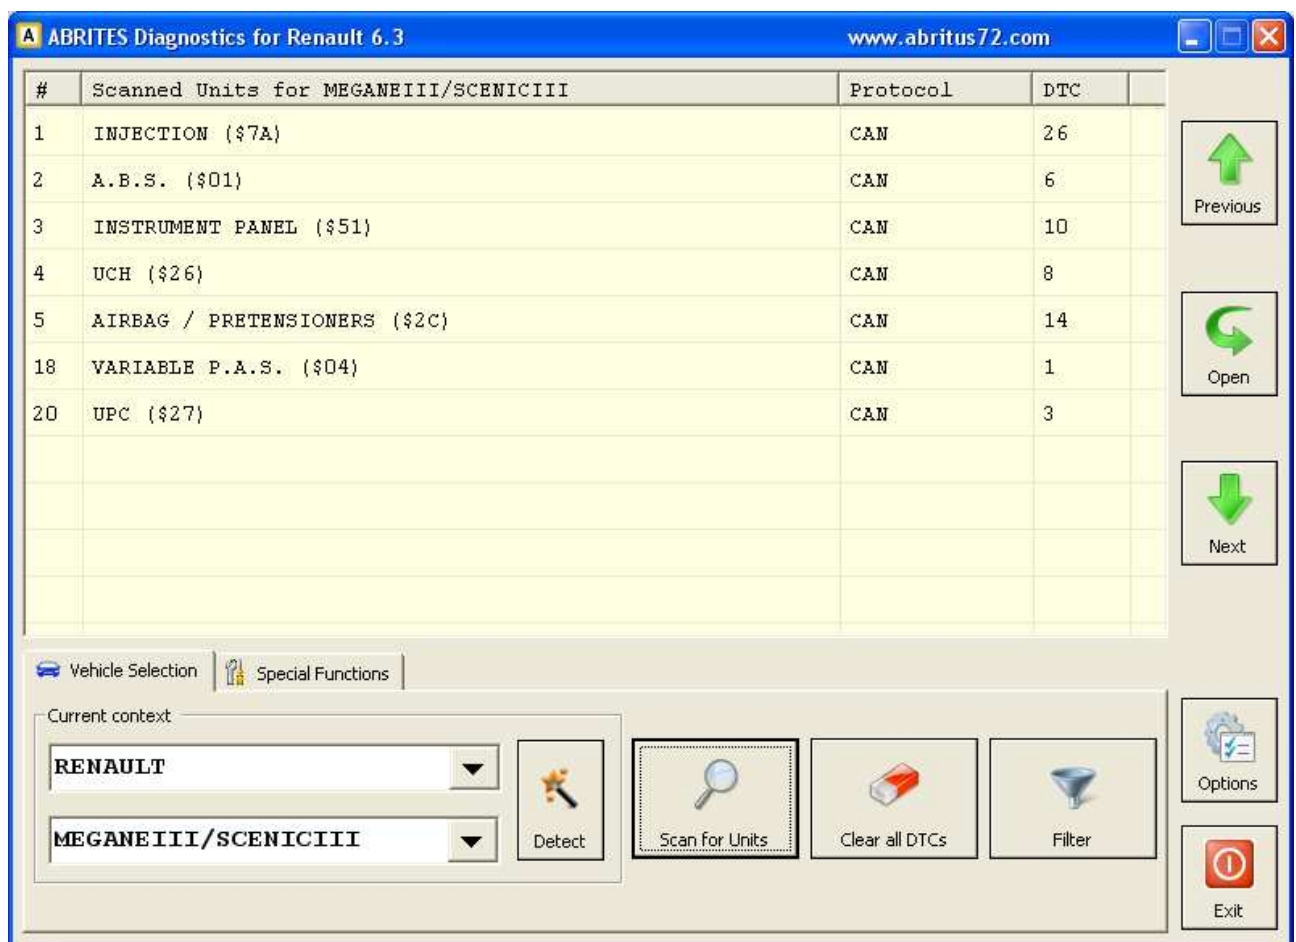 A ABRITES Diagnostics for Renault 6.3 www.abritus72.com
# Scanned Units for MEGANEIII/SCENICIII Protocol DTC
1 INJECTION ($7A) CAN 26
2 A.B.S. ($01) CAN 6
3 INSTRUMENT PANEL ($51) CAN 10
4 UCH ($26) CAN 8
5 AIRBAG / PRETENSIONERS ($2C) CAN 14
18 VARIABLE P.A.S. ($04) CAN 1
20 UPC ($27) CAN 3
Previous
Open
Next
Vehicle Selection Special Functions
Current context
RENAULT
MEGANEIII/SCENICIII
Detect Scan for Units Clear all DTCs Filter
Options
Exit